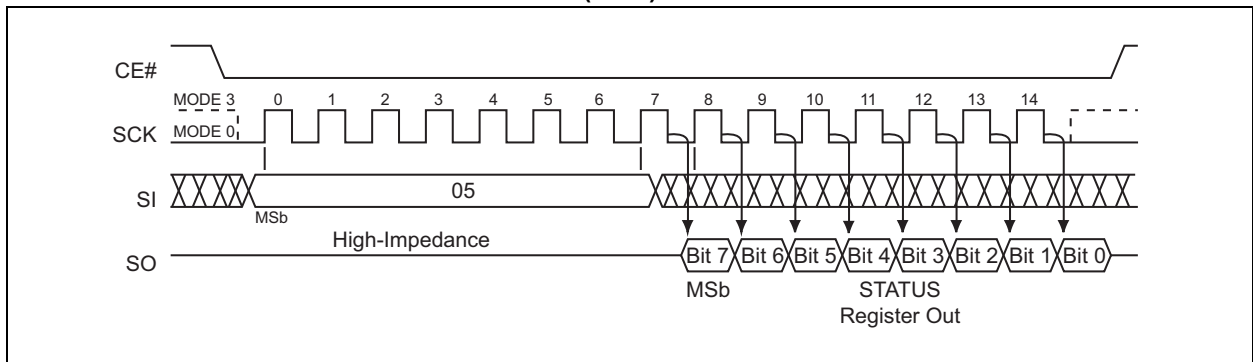 CE#
MODE 3
0 1 2 3 4 5 6 7 8 9 10 11 12 13 14
SCK
MODE 0
SI
05
MSb
High-Impedance
SO
Bit 7 Bit 6 Bit 5 Bit 4 Bit 3 Bit 2 Bit 1 Bit 0
MSb
STATUS
Register Out